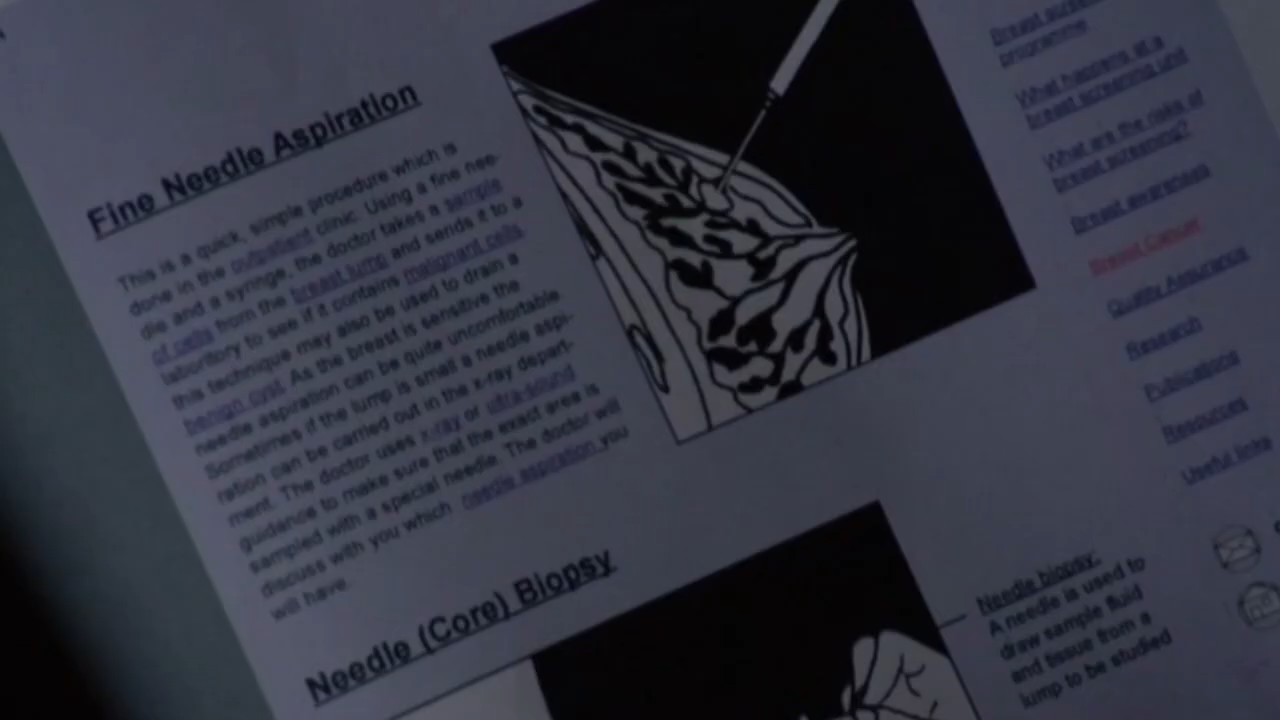 Fine Needle Aspiration
This is a quick, simple procedure which is
done in the outpatient clinic. Using a fine nee-
dle and a syringe, the doctor takes a sample
of cells from the breast lump and sends it to a
laboritory to see if it contains malignant cells.
this technique may also be used to drain a
benign cyst. As the breast is sensitive the
needle aspiration can be quite uncomfortable.
Sometimes if the lump is small a needle aspi-
ration can be carried out in the x-ray depart-
ment. The doctor uses x-ray or ultra-sound
guidance to make sure that the exact area is
sampled with a special needle. The doctor will
discuss with you which needle aspiration you
will have.
Needle (Core) Biopsy
Needle biopsy:
A needle is used to
draw sample fluid
and tissue from a
lump to be studied
Breast screening
programme
What happens at a
breast screening unit
What are the risks of
breast screening?
Breast awareness
Breast Cancer
Quality Assurance
Research
Publications
Resources
Useful links